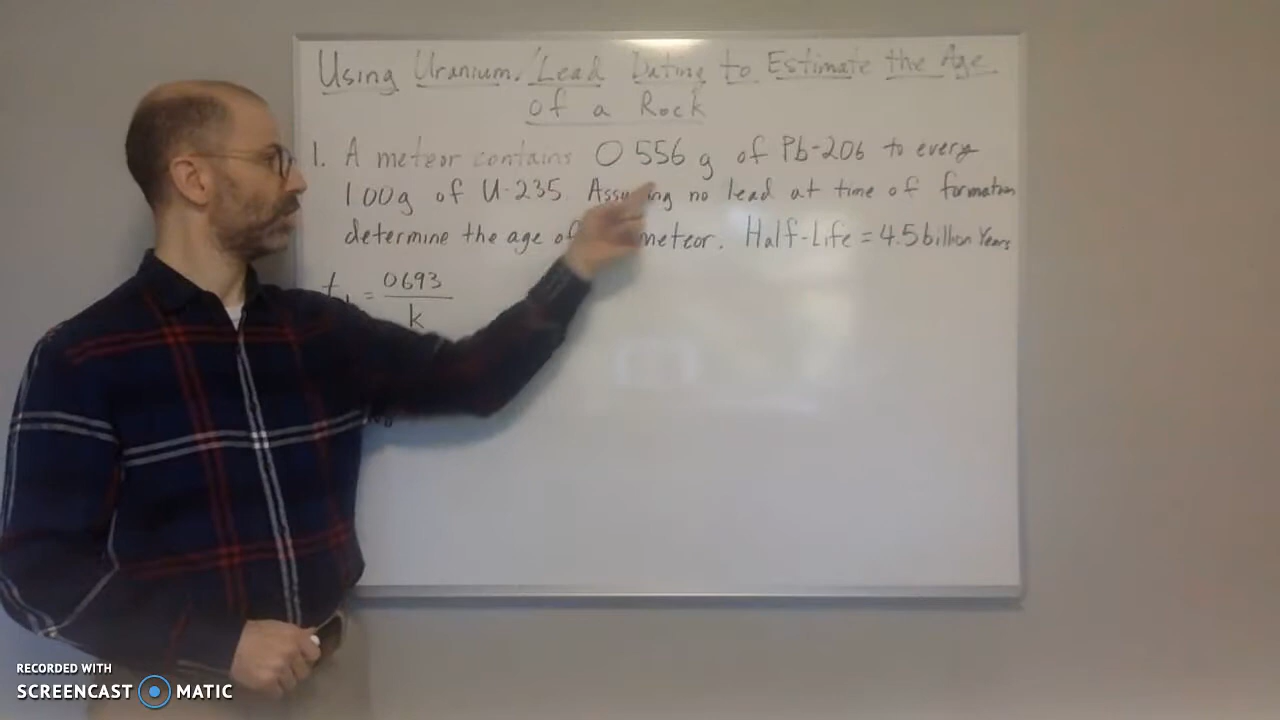 Using Uranium/Lead Dating to Estimate the Age
of a Rock
1. A meteor contains 0.556 g of Pb-206 to every
1.00g of U-235. Assuming no lead at time of formation
determine the age of meteor. Half-Life = 4.5 billion Years
t = 0.693
k
RECORDED WITH
SCREENCAST MATIC